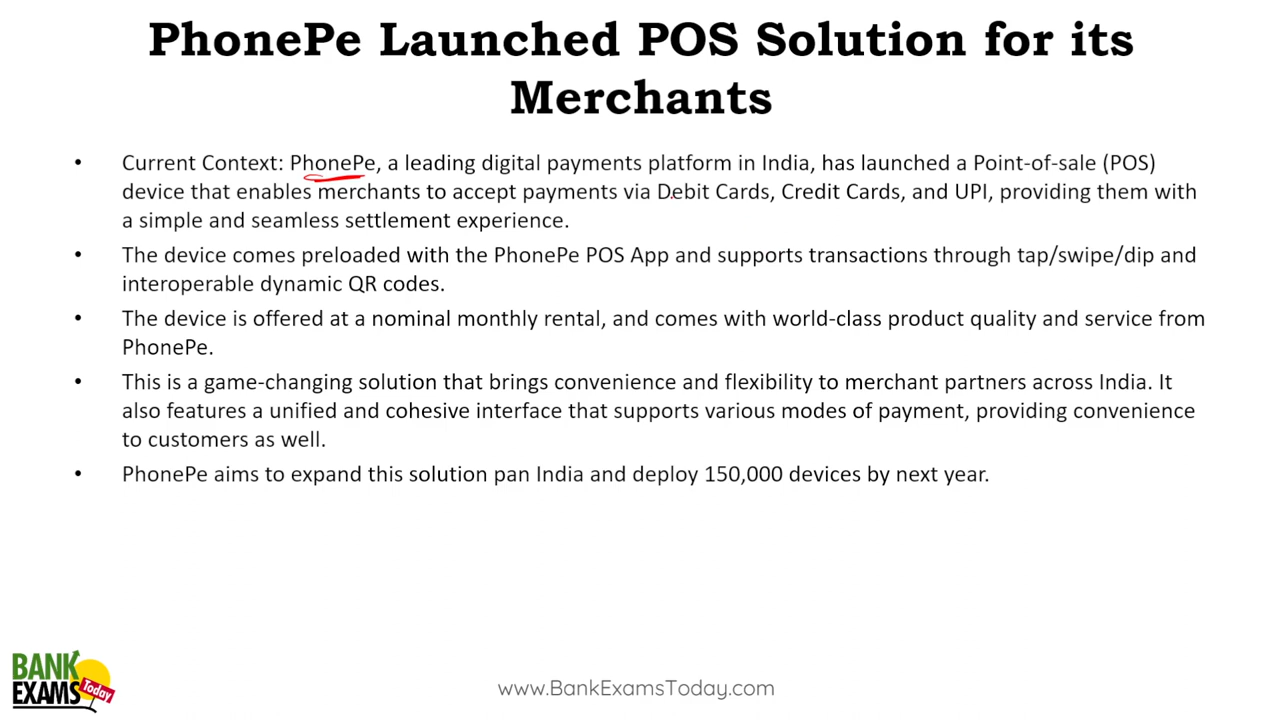 PhonePe Launched POS Solution for its
Merchants
• Current Context: PhonePe, a leading digital payments platform in India, has launched a Point-of-sale (POS)
device that enables merchants to accept payments via Debit Cards, Credit Cards, and UPI, providing them with
a simple and seamless settlement experience.
• The device comes preloaded with the PhonePe POS App and supports transactions through tap/swipe/dip and
interoperable dynamic QR codes.
• The device is offered at a nominal monthly rental, and comes with world-class product quality and service from
PhonePe.
• This is a game-changing solution that brings convenience and flexibility to merchant partners across India. It
also features a unified and cohesive interface that supports various modes of payment, providing convenience
to customers as well.
• PhonePe aims to expand this solution pan India and deploy 150,000 devices by next year.
BANK
EXAMS Today
www.BankExamsToday.com